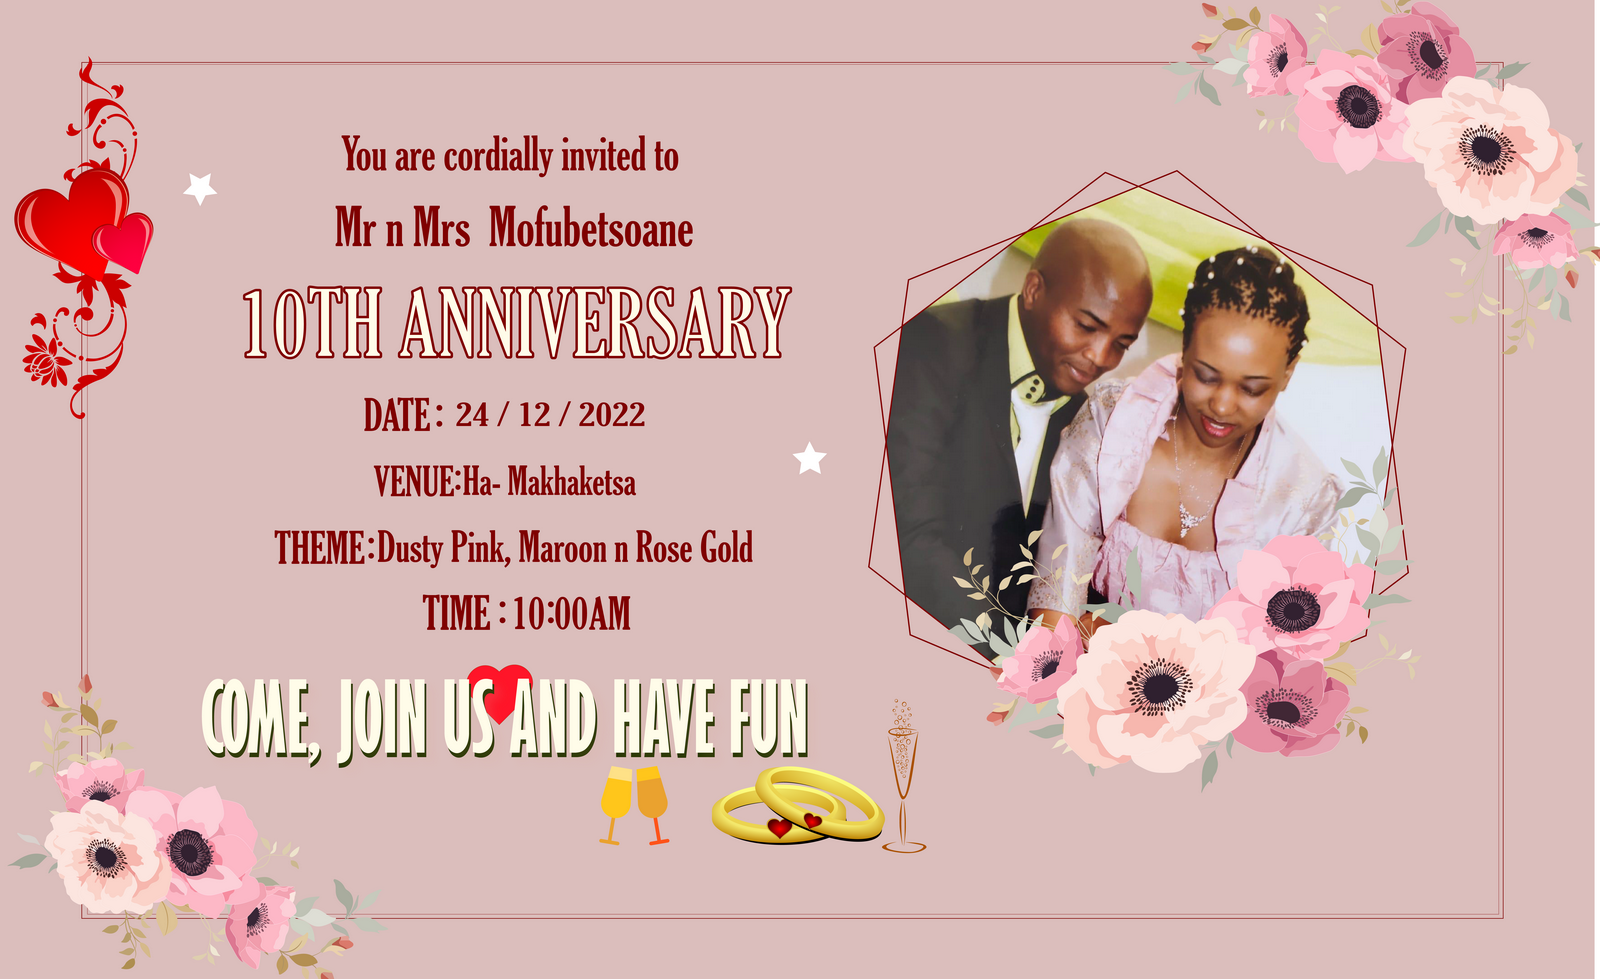 You are cordially invited to
Mr n Mrs Mofubetsoane
10TH ANNIVERSARY
DATE: 24 / 12 / 2022
VENUE:Ha- Makhaketsa
THEME:Dusty Pink, Maroon n Rose Gold
TIME : 10:00AM
COME, JOIN US AND HAVE FUN